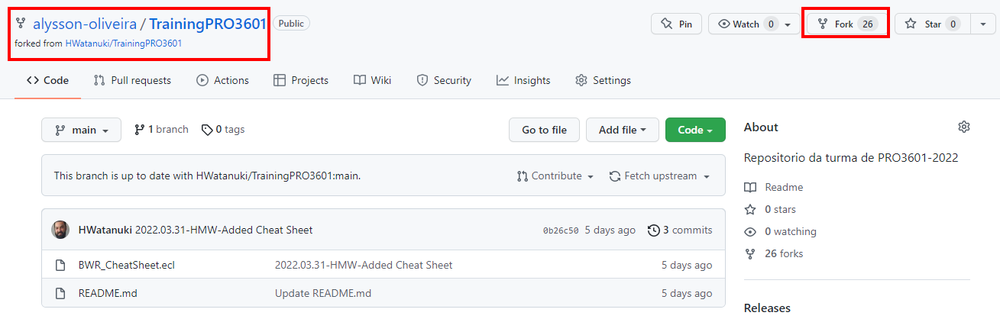 alysson-oliveira / TrainingPRO3601 Public
forked from HWatanuki/TrainingPRO3601
Pin
Watch 0
Fork 26
Star 0
Code
Pull requests
Actions
Projects
Wiki
Security
Insights
Settings
main
1 branch
0 tags
Go to file
Add file
Code
This branch is up to date with HWatanuki/TrainingPRO3601:main.
Contribute
Fetch upstream
HWatanuki 2022.03.31-HMW-Added Cheat Sheet 0b26c50 5 days ago 3 commits
BWR_CheatSheet.ecl 2022.03.31-HMW-Added Cheat Sheet 5 days ago
README.md Update README.md 5 days ago
About
Repositorio da turma de PRO3601-2022
Readme
0 stars
0 watching
26 forks
Releases